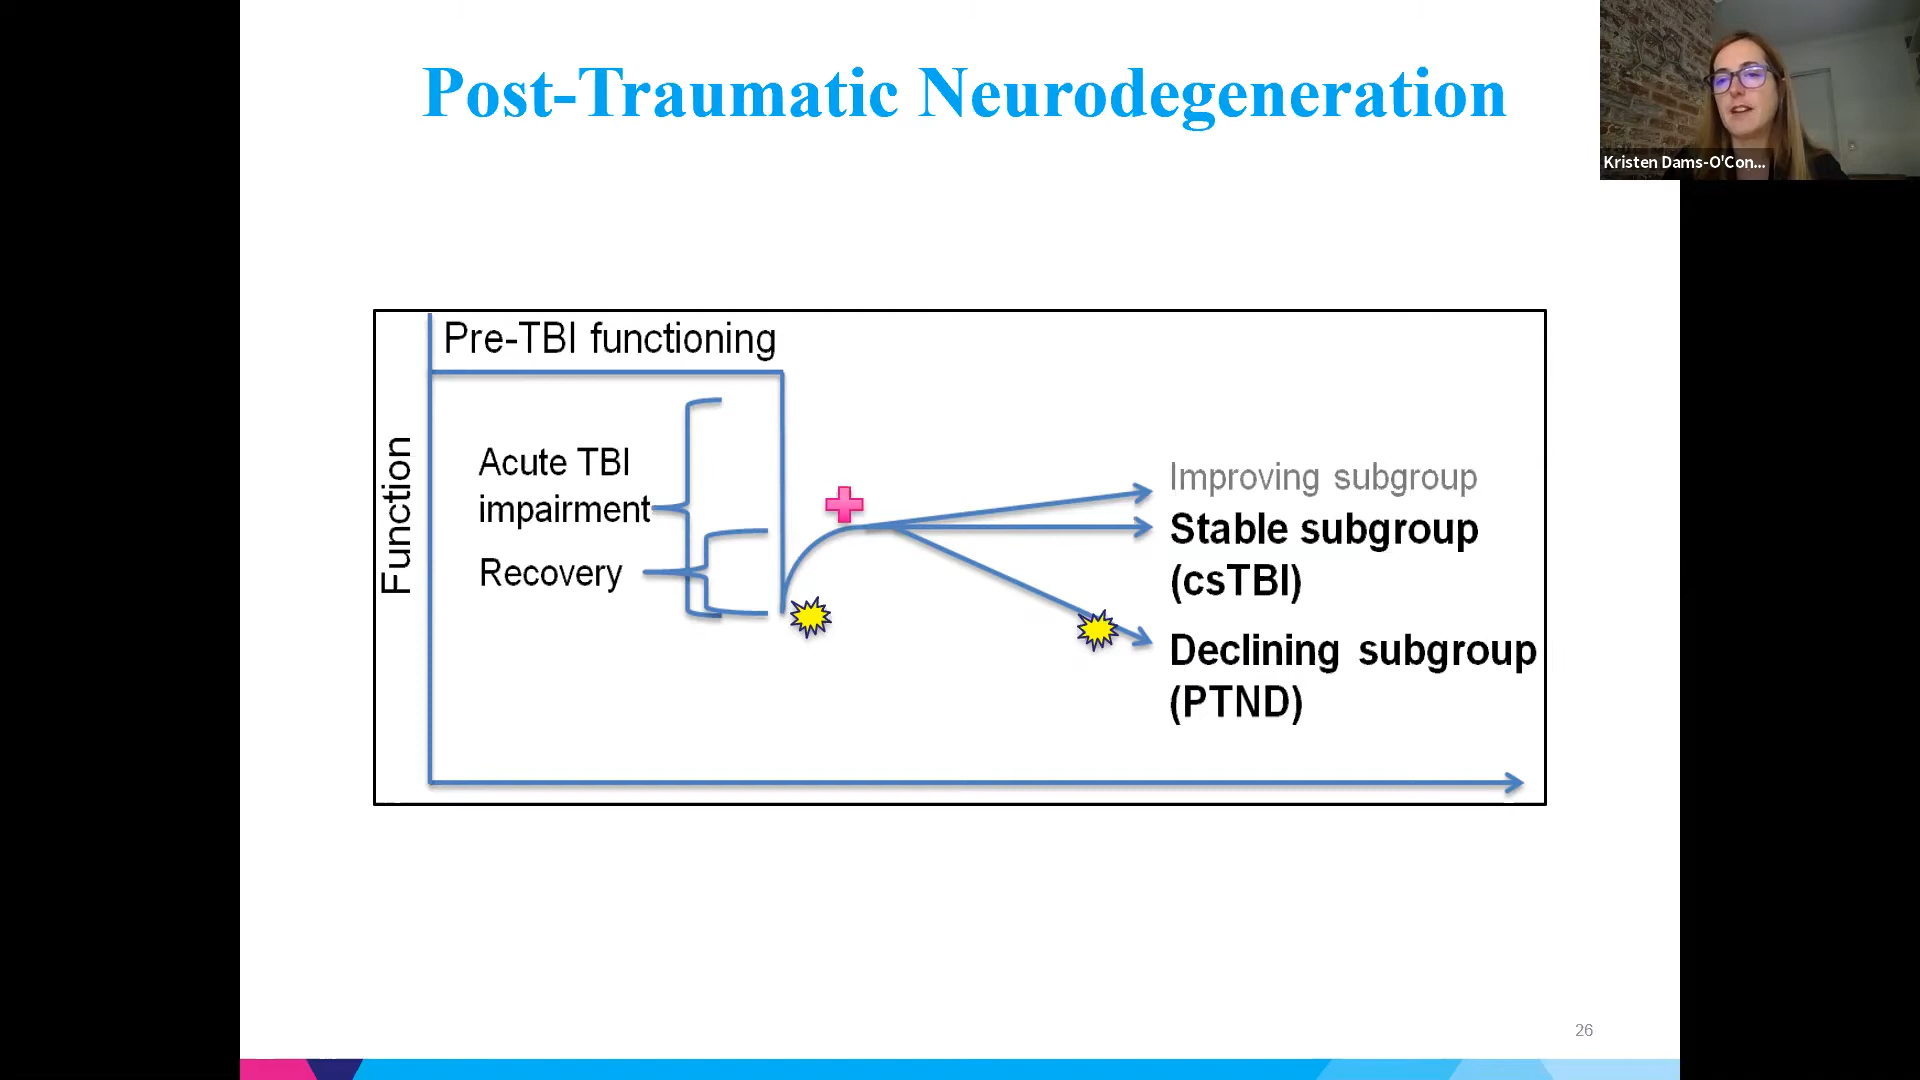 Post-Traumatic Neurodegeneration
Kristen Dams-O'Con...
Pre-TBI functioning
Function
Acute TBI
impairment
Recovery
Improving subgroup
Stable subgroup
(csTBI)
Declining subgroup
(PTND)
26